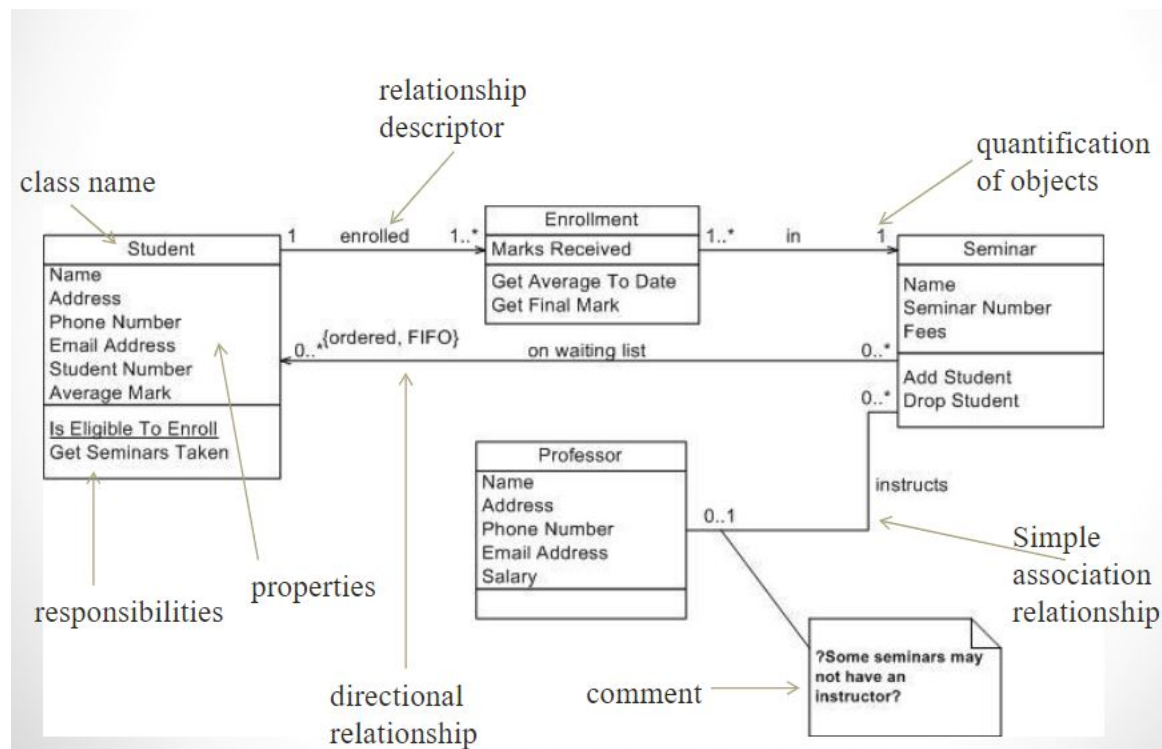 relationship
descriptor
quantification
of objects
class name
Student
Name
Address
Phone Number
Email Address
Student Number
Average Mark
Is Eligible To Enroll
Get Seminars Taken
1 enrolled 1..*
Enrollment
Marks Received
Get Average To Date
Get Final Mark
1..* in 1
Seminar
Name
Seminar Number
Fees
Add Student
Drop Student
0..* {ordered, FIFO} on waiting list 0..*
0..*
instructs
0..1
Professor
Name
Address
Phone Number
Email Address
Salary
Simple
association
relationship
properties
responsibilities
directional
relationship
comment
?Some seminars may
not have an
instructor?